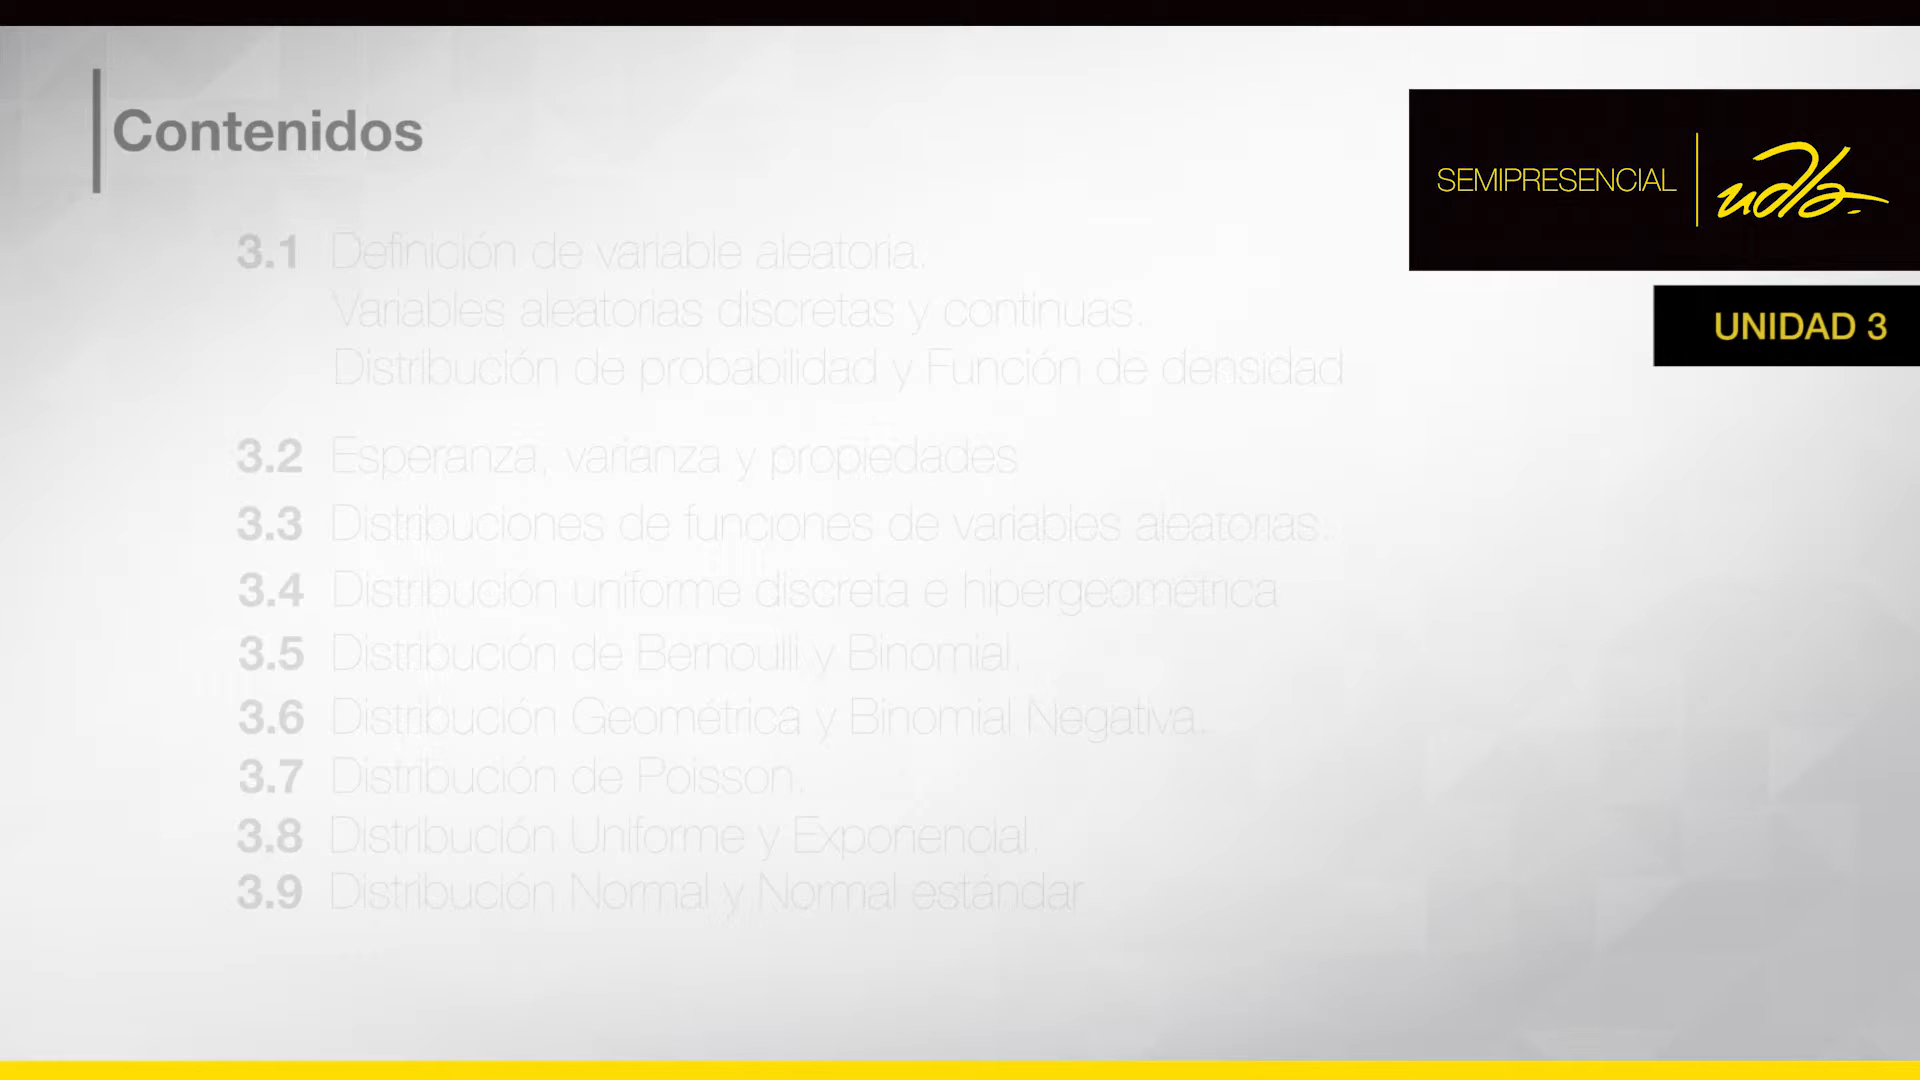 Contenidos
SEMIPRESENCIAL
udla.
UNIDAD 3
3.1 Definición de variable aleatoria.
Variables aleatorias discretas y continuas.
Distribución de probabilidad y Función de densidad
3.2 Esperanza, varianza y propiedades
3.3 Distribuciones de funciones de variables aleatorias.
3.4 Distribución uniforme discreta e hipergeométrica
3.5 Distribución de Bernoulli y Binomial.
3.6 Distribución Geométrica y Binomial Negativa.
3.7 Distribución de Poisson.
3.8 Distribución Uniforme y Exponencial.
3.9 Distribución Normal y Normal estándar